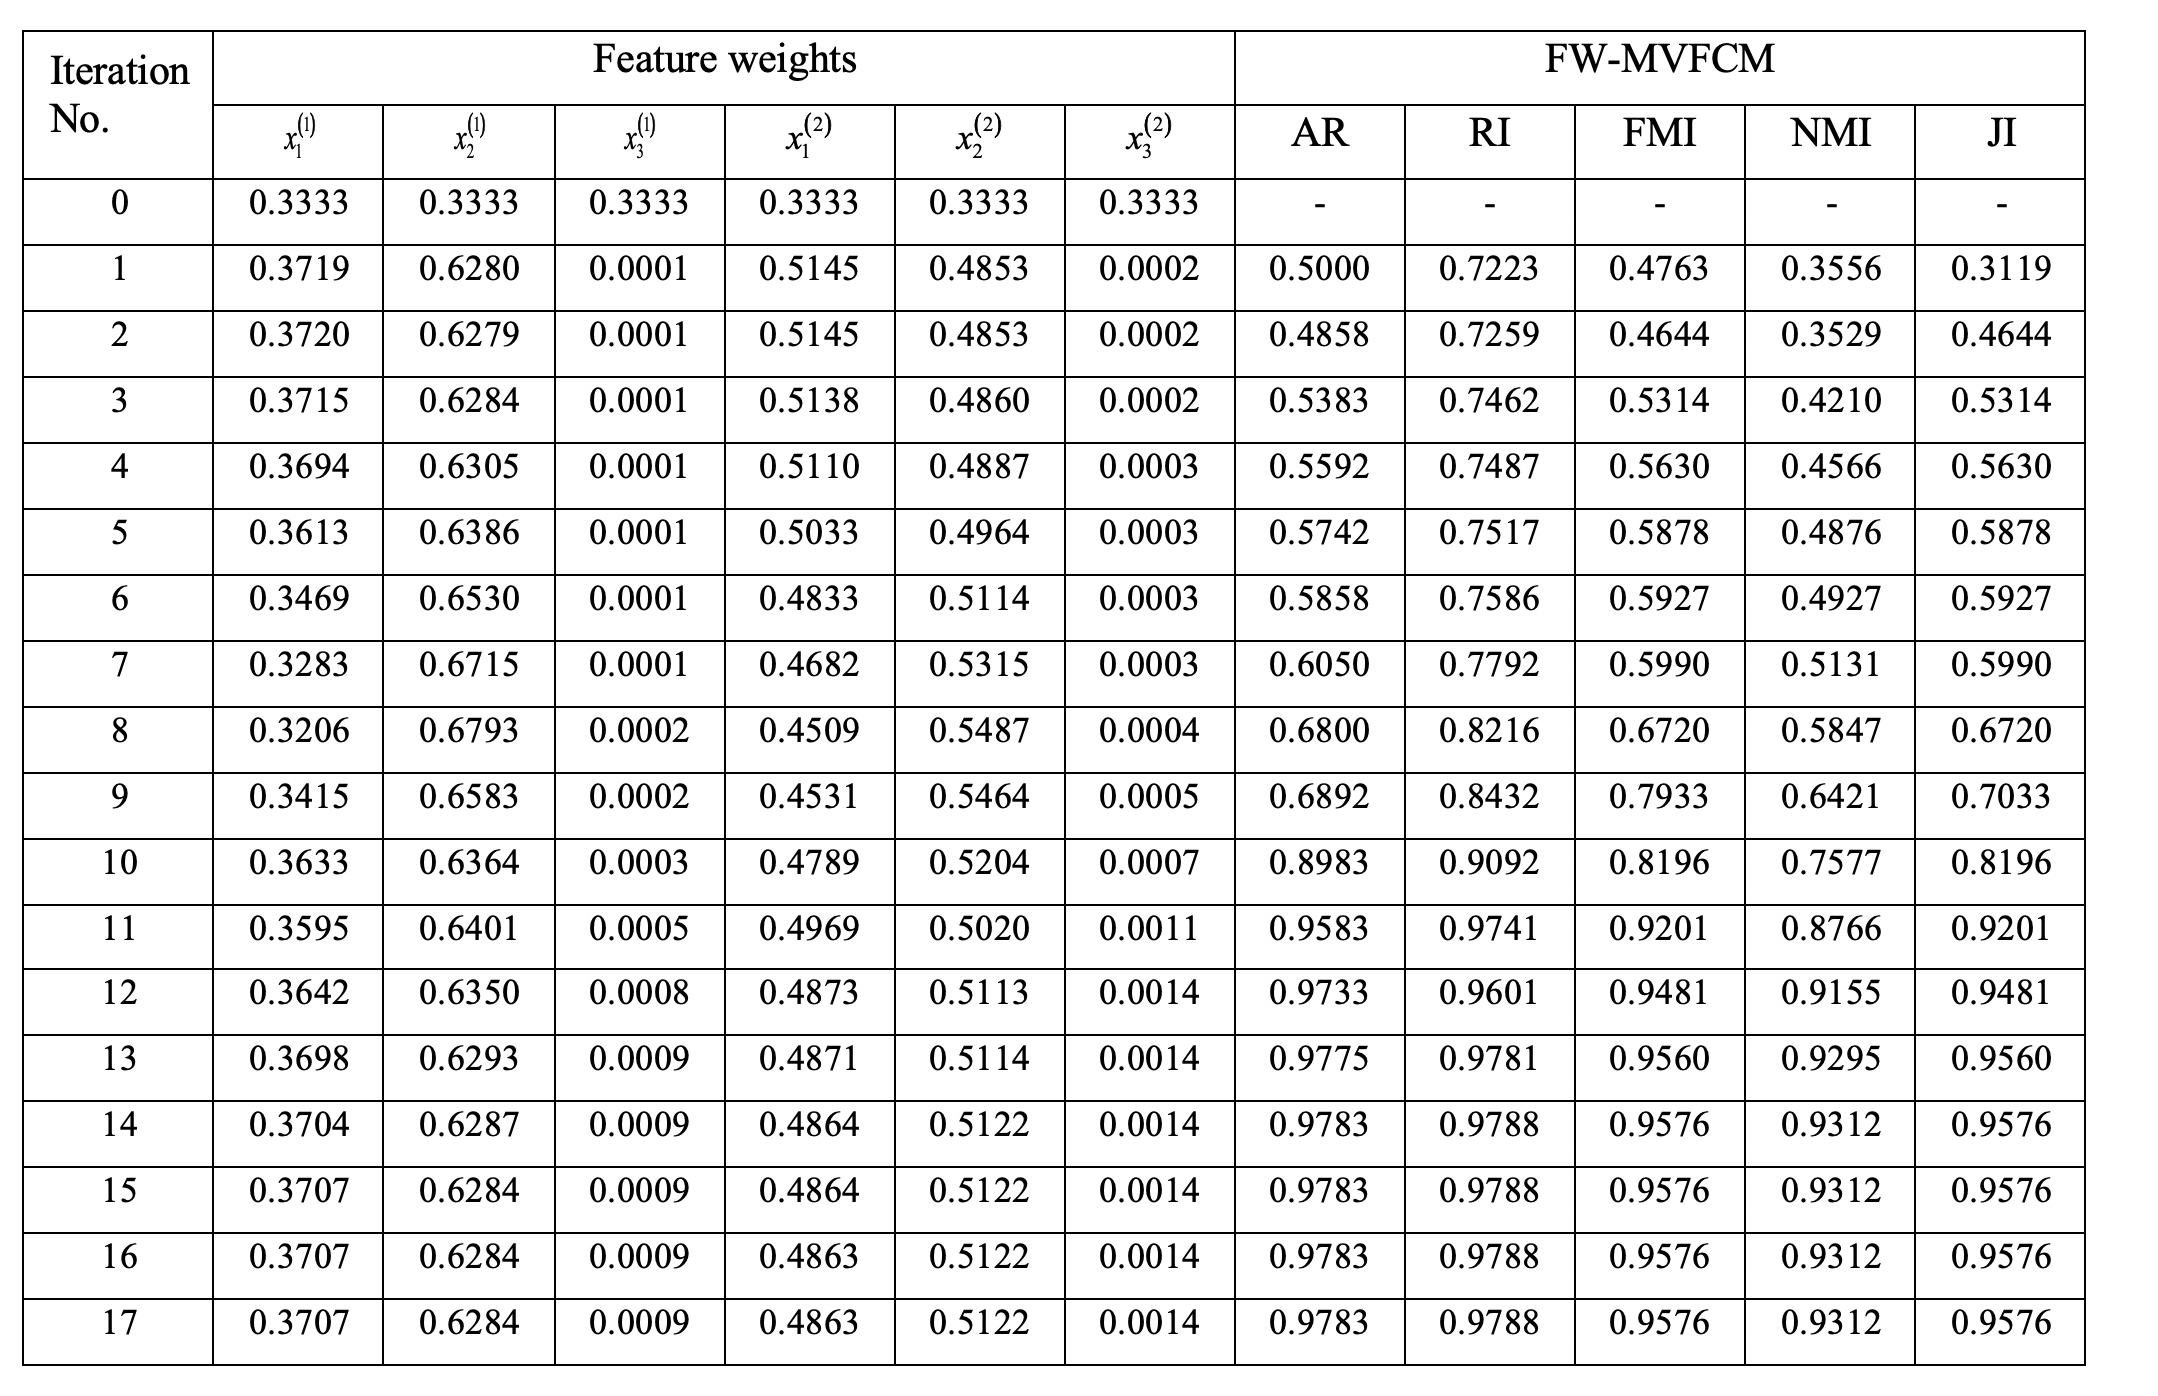 Iteration No. Feature weights FW-MVFCM
x₁⁽¹⁾ x₂⁽¹⁾ x₃⁽¹⁾ x₁⁽²⁾ x₂⁽²⁾ x₃⁽²⁾ AR RI FMI NMI JI
0 0.3333 0.3333 0.3333 0.3333 0.3333 0.3333 - - - - -
1 0.3719 0.6280 0.0001 0.5145 0.4853 0.0002 0.5000 0.7223 0.4763 0.3556 0.3119
2 0.3720 0.6279 0.0001 0.5145 0.4853 0.0002 0.4858 0.7259 0.4644 0.3529 0.4644
3 0.3715 0.6284 0.0001 0.5138 0.4860 0.0002 0.5383 0.7462 0.5314 0.4210 0.5314
4 0.3694 0.6305 0.0001 0.5110 0.4887 0.0003 0.5592 0.7487 0.5630 0.4566 0.5630
5 0.3613 0.6386 0.0001 0.5033 0.4964 0.0003 0.5742 0.7517 0.5878 0.4876 0.5878
6 0.3469 0.6530 0.0001 0.4833 0.5114 0.0003 0.5858 0.7586 0.5927 0.4927 0.5927
7 0.3283 0.6715 0.0001 0.4682 0.5315 0.0003 0.6050 0.7792 0.5990 0.5131 0.5990
8 0.3206 0.6793 0.0002 0.4509 0.5487 0.0004 0.6800 0.8216 0.6720 0.5847 0.6720
9 0.3415 0.6583 0.0002 0.4531 0.5464 0.0005 0.6892 0.8432 0.7933 0.6421 0.7033
10 0.3633 0.6364 0.0003 0.4789 0.5204 0.0007 0.8983 0.9092 0.8196 0.7577 0.8196
11 0.3595 0.6401 0.0005 0.4969 0.5020 0.0011 0.9583 0.9741 0.9201 0.8766 0.9201
12 0.3642 0.6350 0.0008 0.4873 0.5113 0.0014 0.9733 0.9601 0.9481 0.9155 0.9481
13 0.3698 0.6293 0.0009 0.4871 0.5114 0.0014 0.9775 0.9781 0.9560 0.9295 0.9560
14 0.3704 0.6287 0.0009 0.4864 0.5122 0.0014 0.9783 0.9788 0.9576 0.9312 0.9576
15 0.3707 0.6284 0.0009 0.4864 0.5122 0.0014 0.9783 0.9788 0.9576 0.9312 0.9576
16 0.3707 0.6284 0.0009 0.4863 0.5122 0.0014 0.9783 0.9788 0.9576 0.9312 0.9576
17 0.3707 0.6284 0.0009 0.4863 0.5122 0.0014 0.9783 0.9788 0.9576 0.9312 0.9576